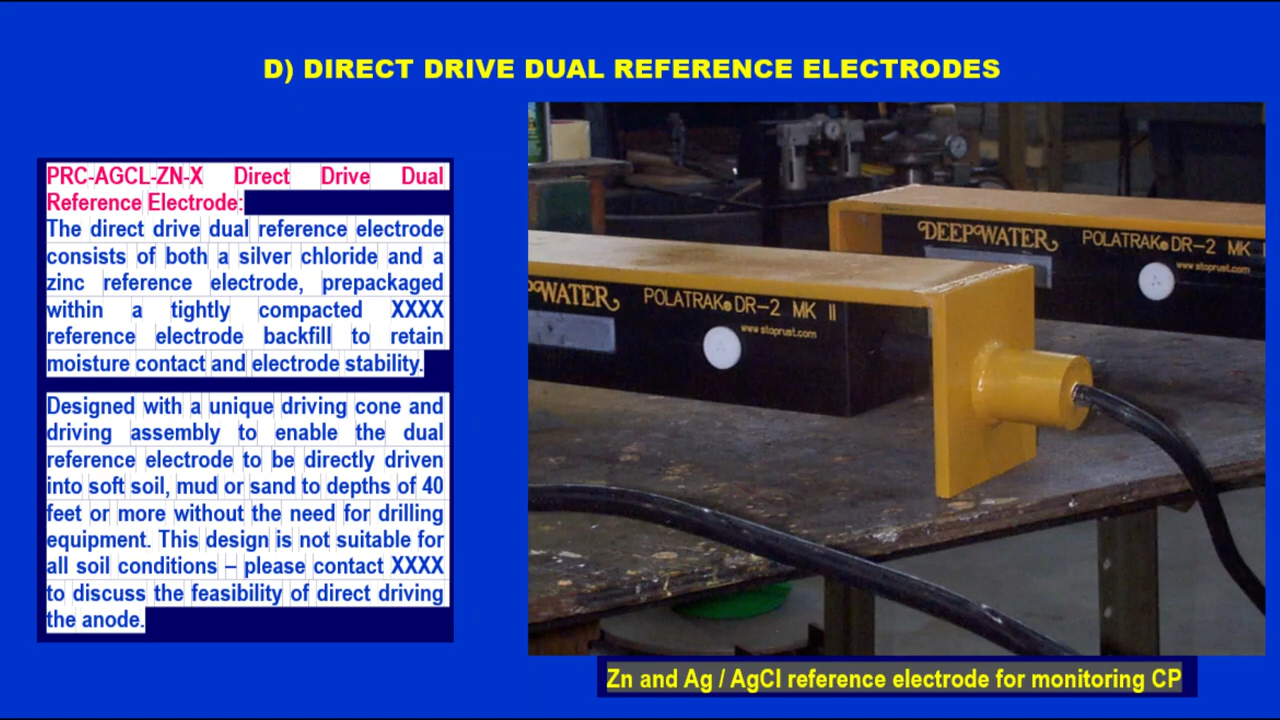 D) DIRECT DRIVE DUAL REFERENCE ELECTRODES
PRC-AGCL-ZN-X Direct Drive Dual
Reference Electrode:
The direct drive dual reference electrode
consists of both a silver chloride and a
zinc reference electrode, prepackaged
within a tightly compacted XXXX
reference electrode backfill to retain
moisture contact and electrode stability.
Designed with a unique driving cone and
driving assembly to enable the dual
reference electrode to be directly driven
into soft soil, mud or sand to depths of 40
feet or more without the need for drilling
equipment. This design is not suitable for
all soil conditions – please contact XXXX
to discuss the feasibility of direct driving
the anode.
DEEPWATER POLATRAK® DR-2 MK
www.stoprust.com
PWATER POLATRAK® DR-2 MK II
www.stoprust.com
Zn and Ag / AgCl reference electrode for monitoring CP